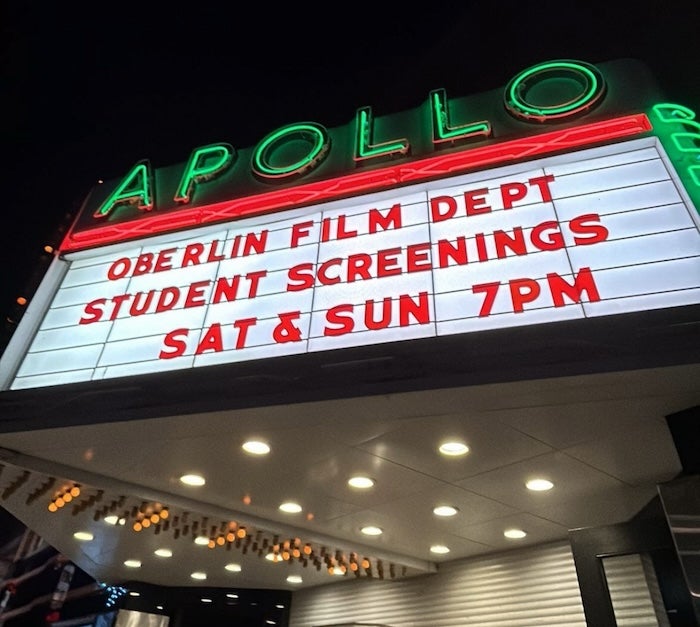 APOLLO
OBERLIN FILM DEPT
STUDENT SCREENINGS
SAT & SUN 7PM